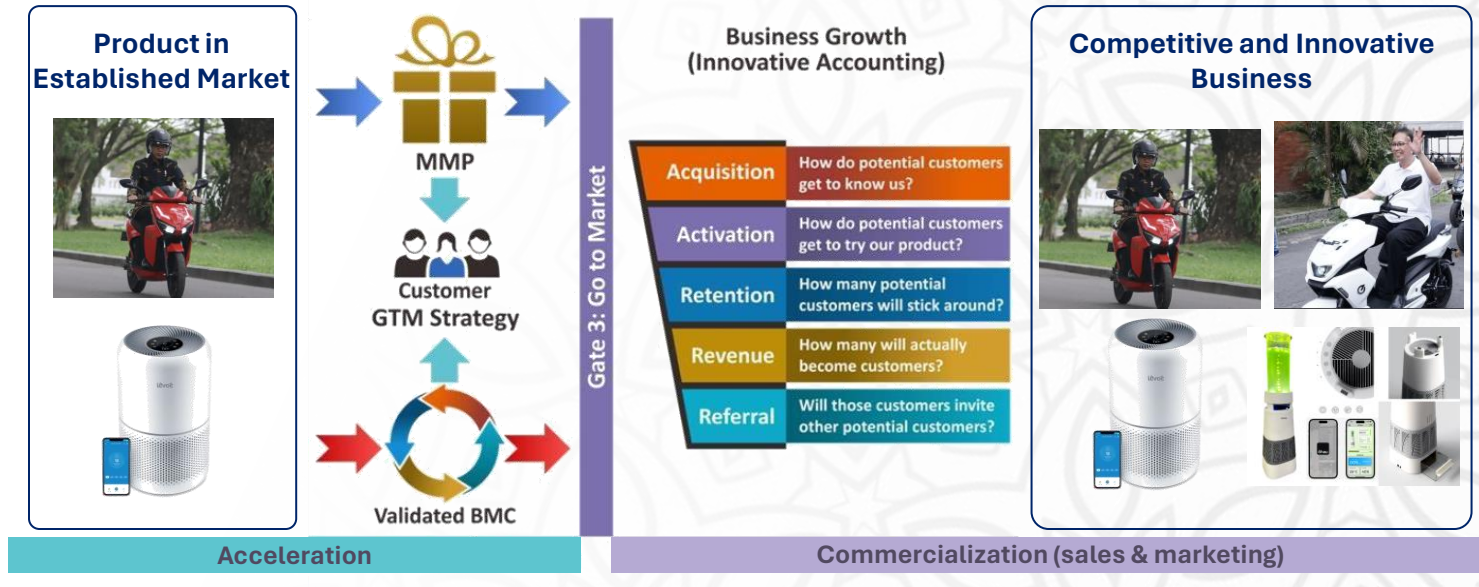 Product in
Established Market
lëvoit
MMP
Customer
GTM Strategy
Validated BMC
Acceleration
Gate 3: Go to Market
Business Growth
(Innovative Accounting)
Acquisition
How do potential customers
get to know us?
Activation
How do potential customers
get to try our product?
Retention
How many potential
customers will stick around?
Revenue
How many will actually
become customers?
Referral
Will those customers invite
other potential customers?
Commercialization (sales & marketing)
Competitive and Innovative
Business
lëvoit